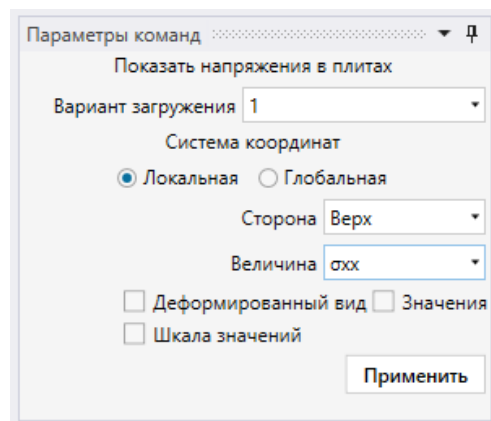 Параметры команд
Показать напряжения в плитах
Вариант загружения 1
Система координат
Локальная Глобальная
Сторона Верх
Величина σxx
Деформированный вид Значения
Шкала значений
Применить